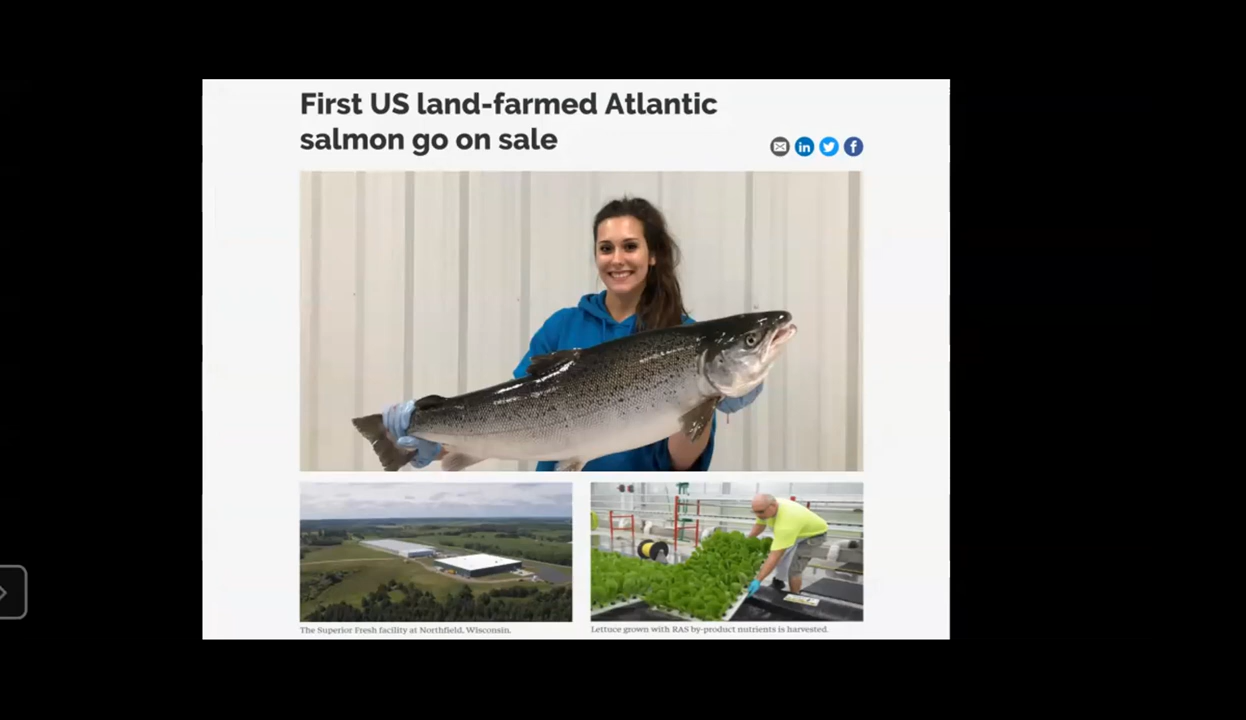 First US land-farmed Atlantic
salmon go on sale
The Superior Fresh facility at Northfield, Wisconsin.
Lettuce grown with RAS by-product nutrients is harvested.